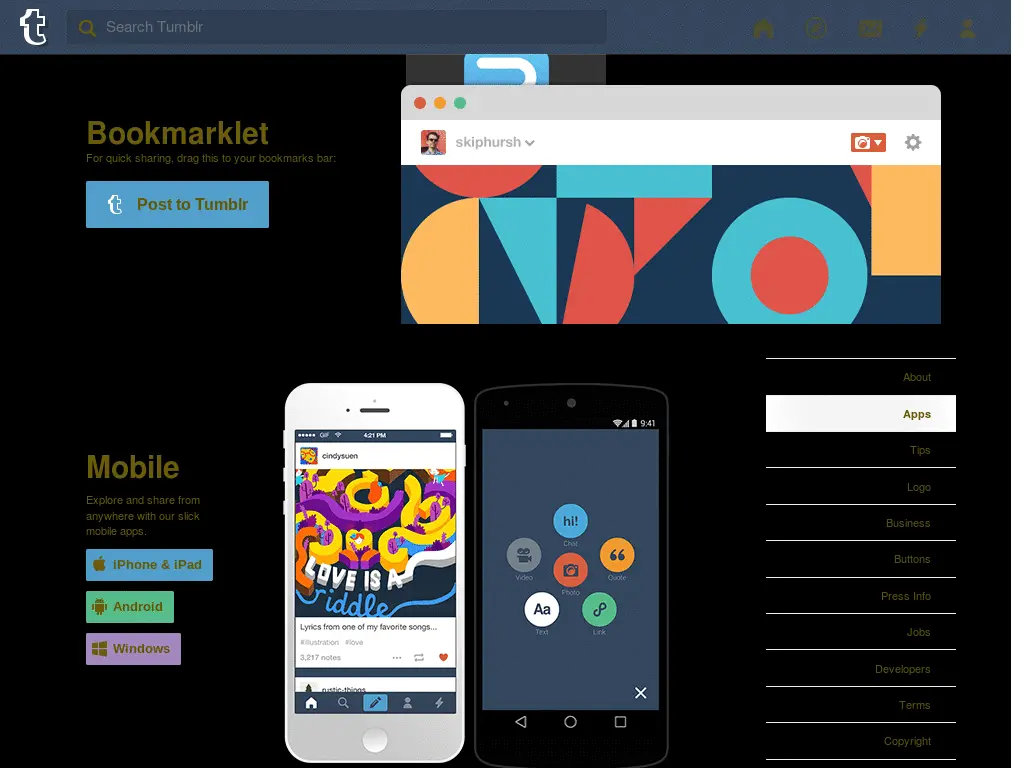 Search Tumblr
Bookmarklet
For quick sharing, drag this to your bookmarks bar:
Post to Tumblr
skiphursh
Mobile
Explore and share from
anywhere with our slick
mobile apps.
iPhone & iPad
Android
Windows
GIF
4:21 PM
cindysuen
LOVE IS A
riddle
Lyrics from one of my favorite songs...
#illustration #love
3,217 notes
rustic-things
9:41
hi!
Chat
Video
Quote
Photo
Aa
Text
Link
About
Apps
Tips
Logo
Business
Buttons
Press Info
Jobs
Developers
Terms
Copyright